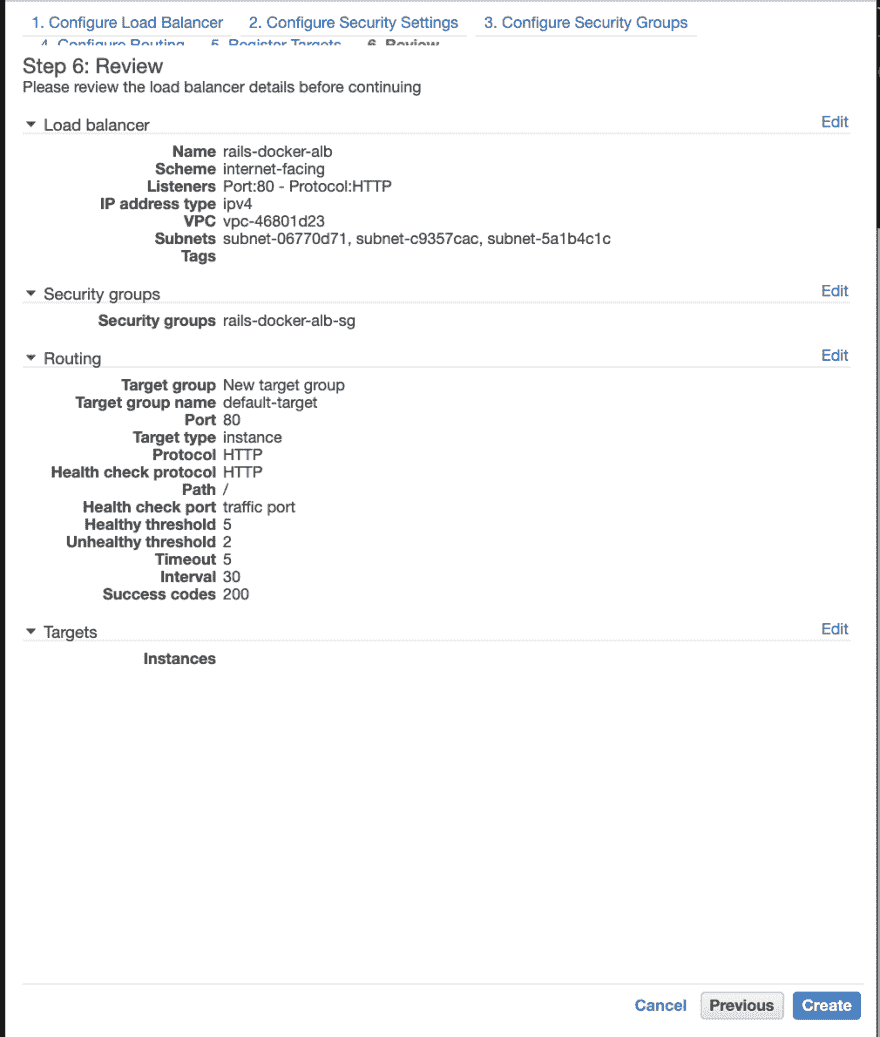 1. Configure Load Balancer 2. Configure Security Settings 3. Configure Security Groups
4. Configure Routing 5. Register Targets 6. Review
Step 6: Review
Please review the load balancer details before continuing
Load balancer Edit
Name rails-docker-alb
Scheme internet-facing
Listeners Port:80 - Protocol:HTTP
IP address type ipv4
VPC vpc-46801d23
Subnets subnet-06770d71, subnet-c9357cac, subnet-5a1b4c1c
Tags
Security groups Edit
Security groups rails-docker-alb-sg
Routing Edit
Target group New target group
Target group name default-target
Port 80
Target type instance
Protocol HTTP
Health check protocol HTTP
Path /
Health check port traffic port
Healthy threshold 5
Unhealthy threshold 2
Timeout 5
Interval 30
Success codes 200
Targets Edit
Instances
Cancel Previous Create